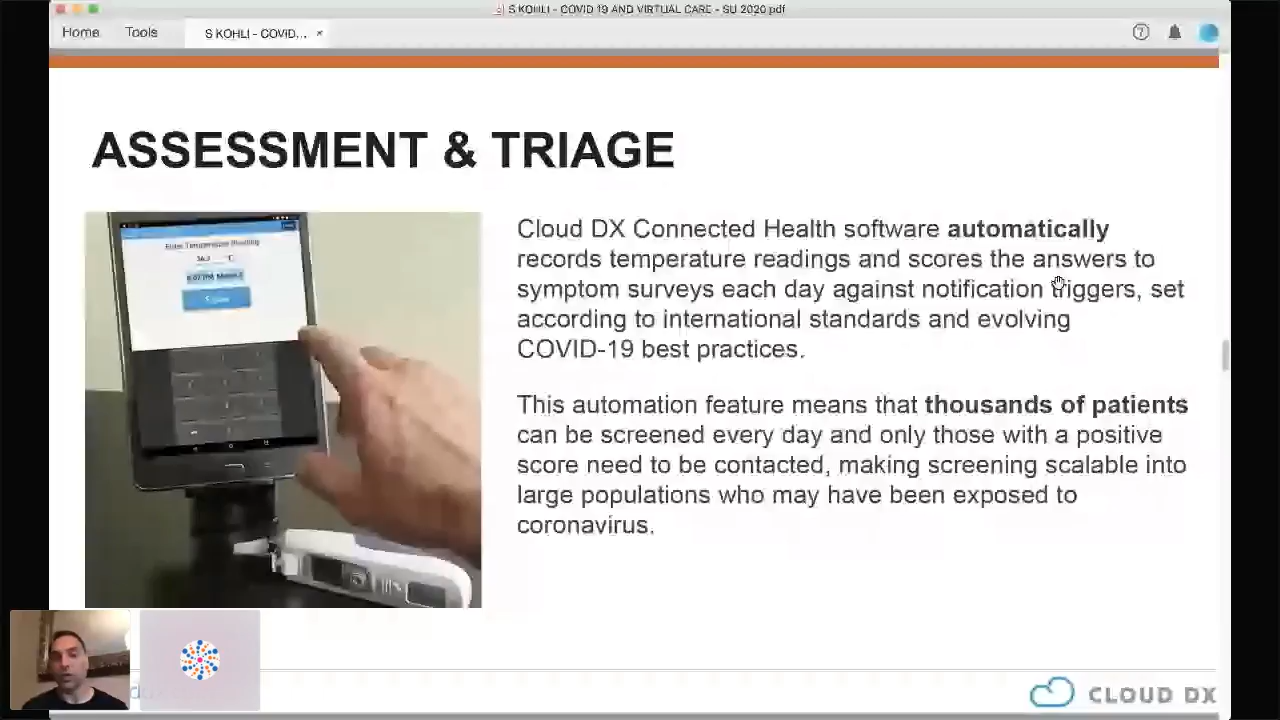 S KOHLI - COVID 19 AND VIRTUAL CARE - SU 2020.pdf
Home Tools S KOHLI - COVID... ×
ASSESSMENT & TRIAGE
Cloud DX Connected Health software automatically
records temperature readings and scores the answers to
symptom surveys each day against notification triggers, set
according to international standards and evolving
COVID-19 best practices.
This automation feature means that thousands of patients
can be screened every day and only those with a positive
score need to be contacted, making screening scalable into
large populations who may have been exposed to
coronavirus.
Enter Temperature Reading
CLOUD DX